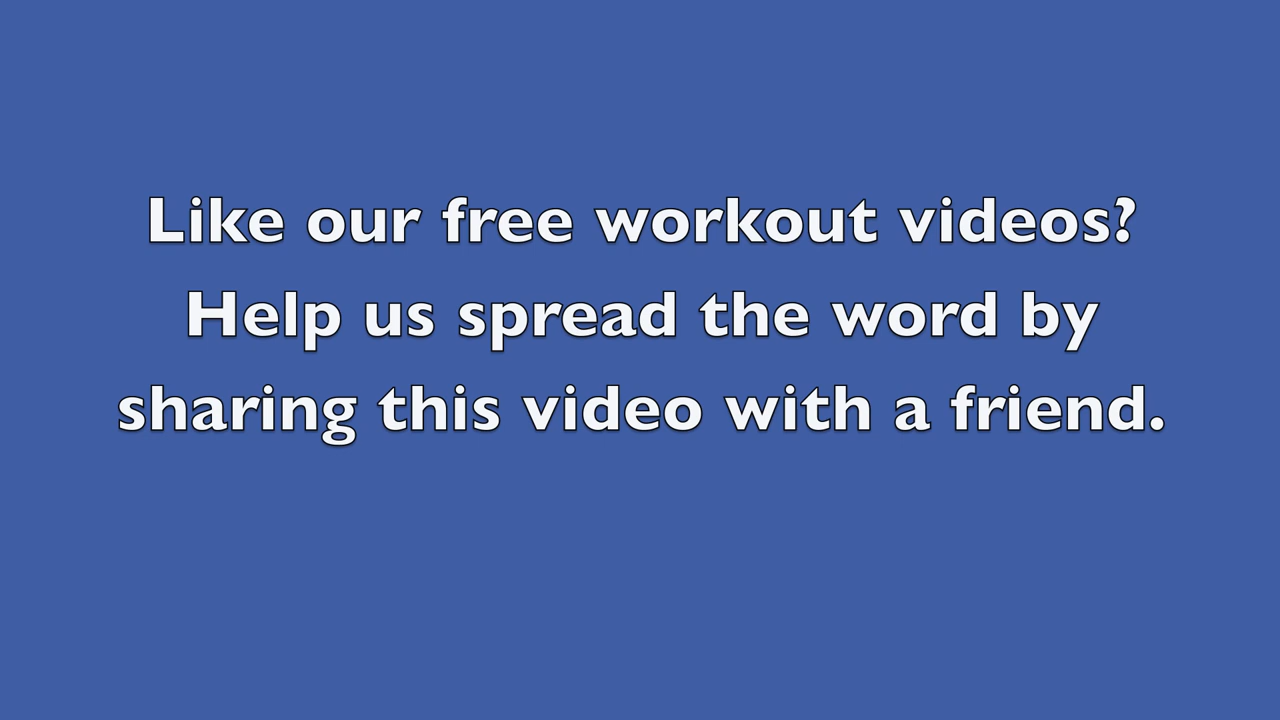 Like our free workout videos?
Help us spread the word by
sharing this video with a friend.